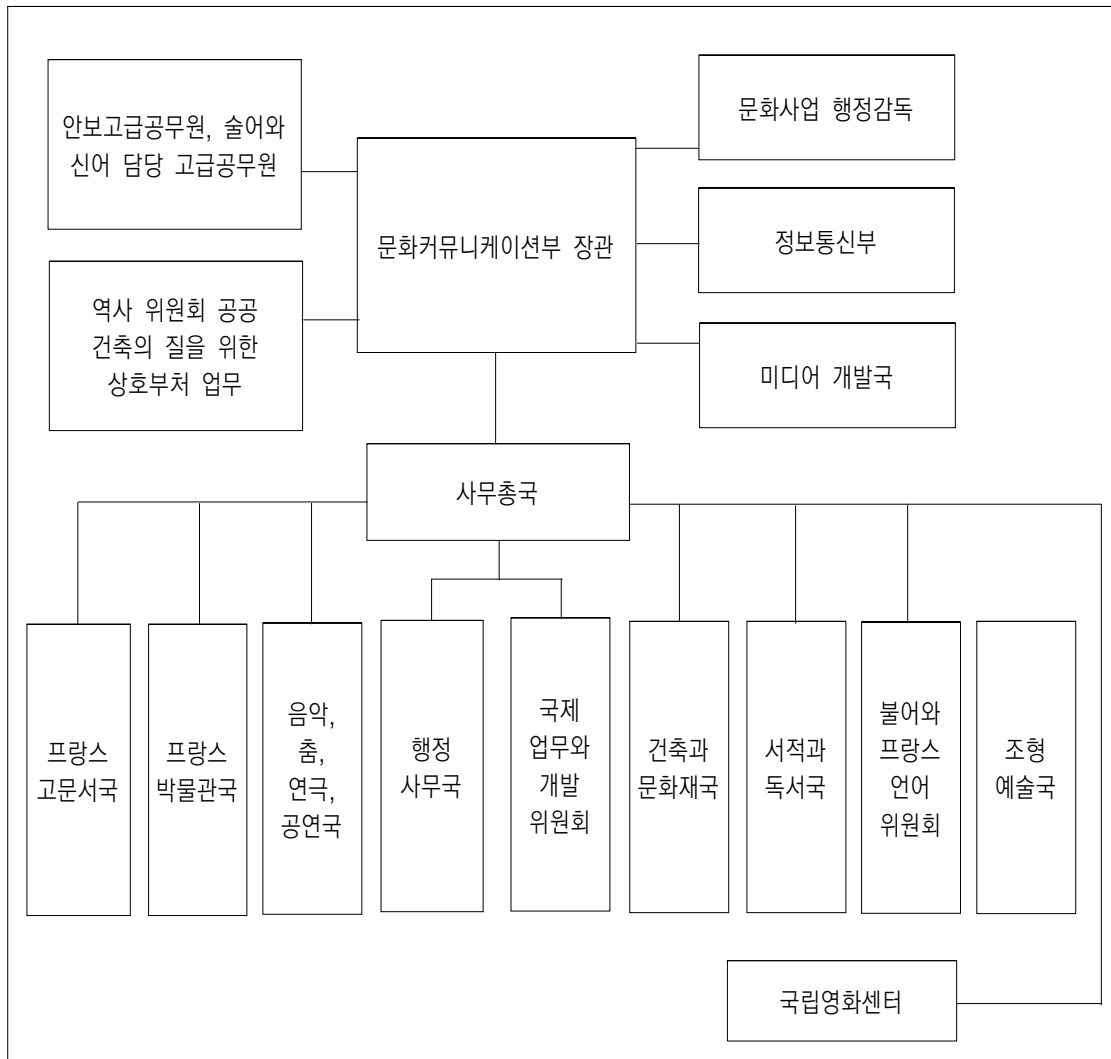 안보고급공무원, 술어와
신어 담당 고급공무원
문화사업 행정감독
문화커뮤니케이션부 장관
정보통신부
역사 위원회 공공
건축의 질을 위한
상호부처 업무
미디어 개발국
사무총국
프랑스
고문서국
프랑스
박물관국
음악,
춤,
연극,
공연국
행정
사무국
국제
업무와
개발
위원회
건축과
문화재국
서적과
독서국
불어와
프랑스
언어
위원회
조형
예술국
국립영화센터